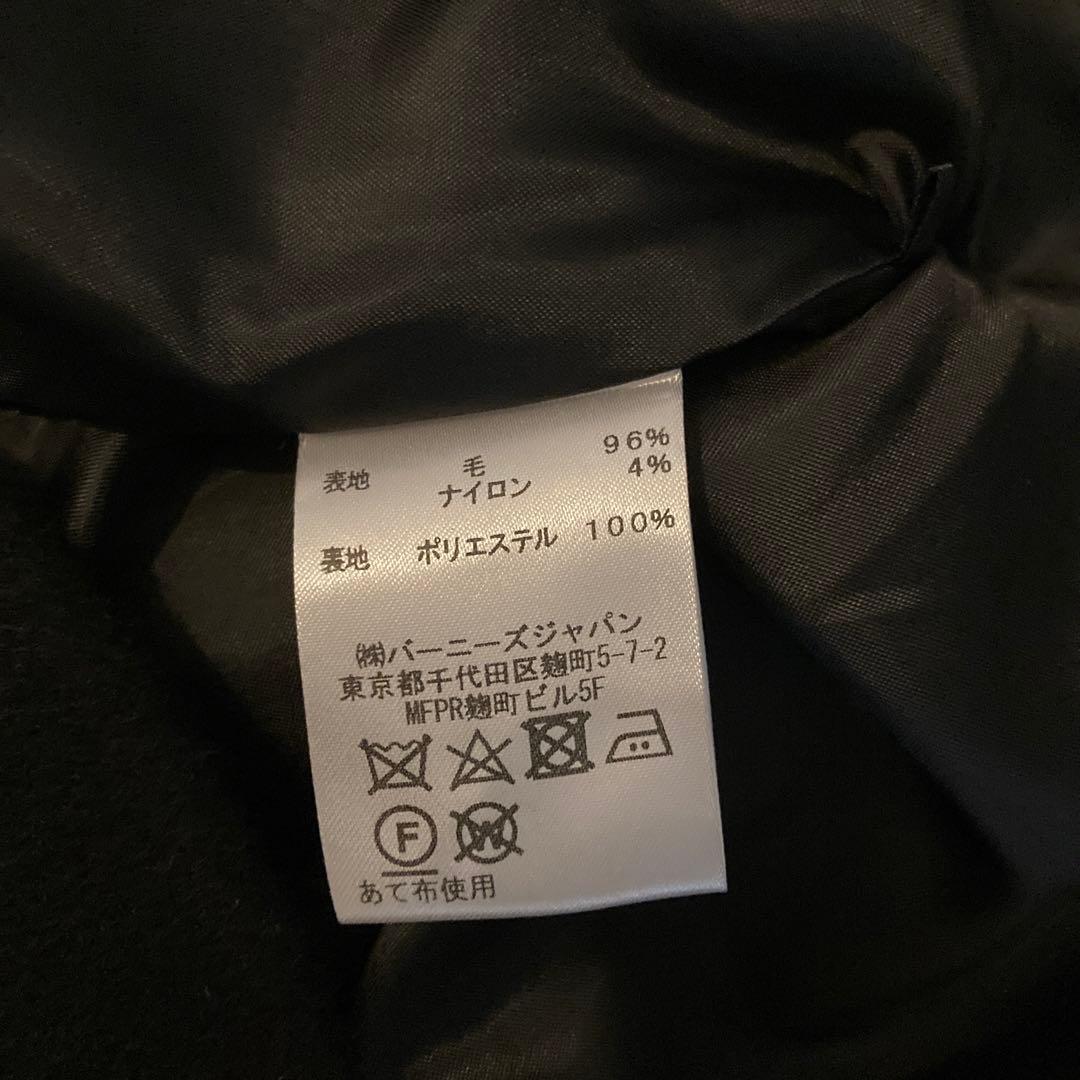 表地 毛 96%
ナイロン 4%
裏地 ポリエステル 100%
㈱バーニーズジャパン
東京都千代田区麹町5-7-2
MFPR麹町ビル5F
F W
あて布使用